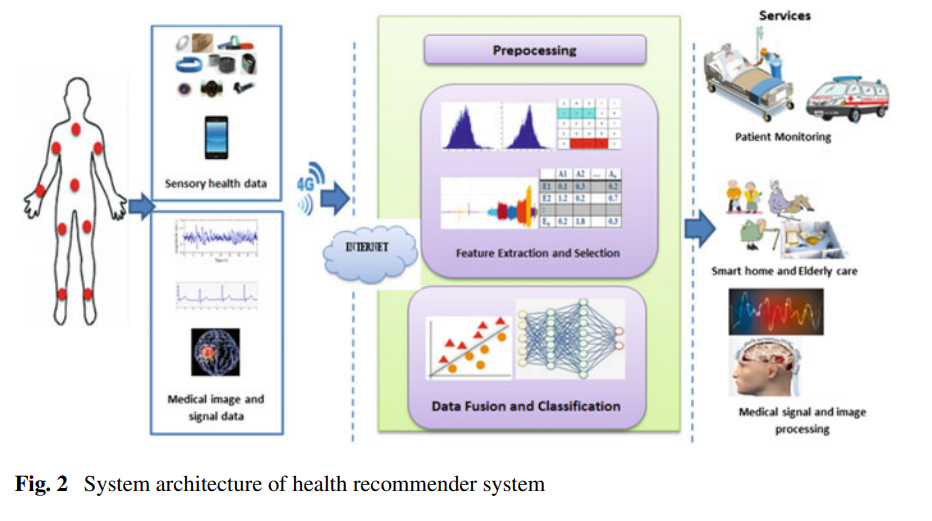 Services
Prepocessing
Sensory health data
4G
INTERNET
A1 A2 ... An
E1 0.1 0.3 0.2
E2 1.2 0.2 0.7
En 0.2 1.8 0.3
Feature Extraction and Selection
Patient Monitoring
Smart home and Elderly care
Medical image and
signal data
Data Fusion and Classification
Medical signal and image
processing
Fig. 2 System architecture of health recommender system